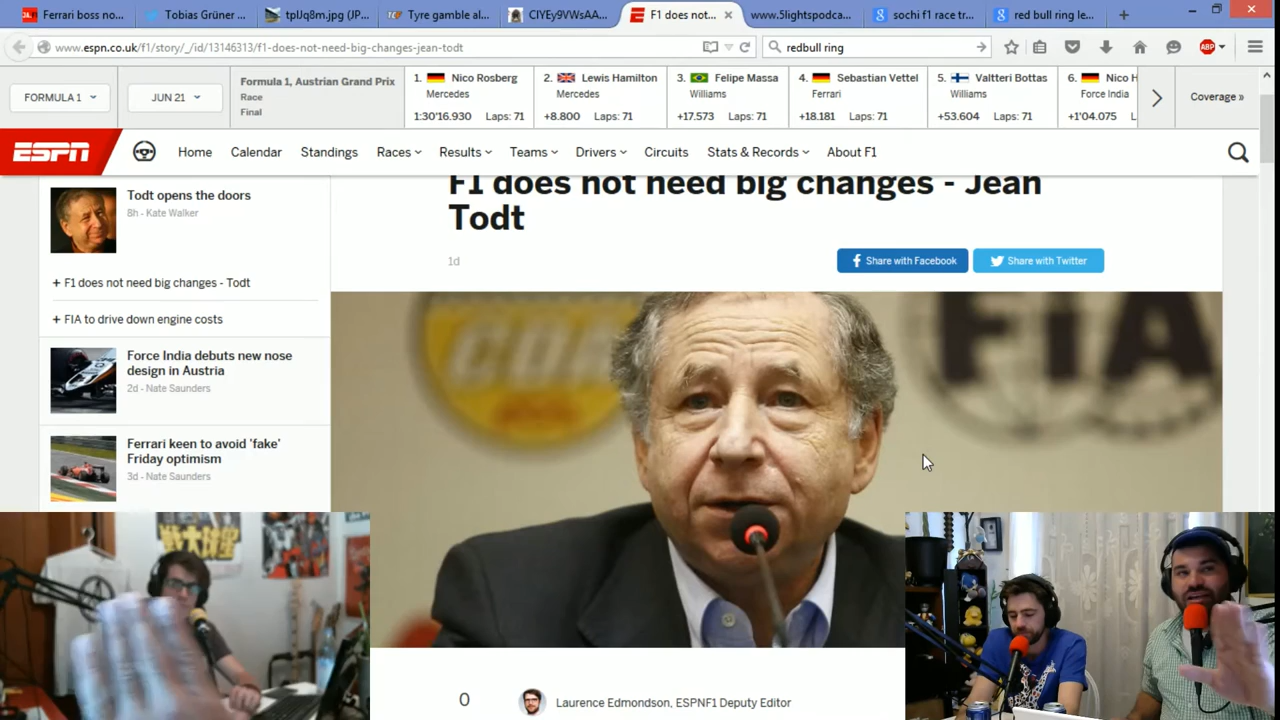 Ferrari boss no...
Tobias Grüner ...
tpIJq8m.jpg (JP...
Tyre gamble al...
CIYEy9VWsAA...
F1 does not...
www.5lightspodca...
sochi f1 race tr...
red bull ring le...
www.espn.co.uk/f1/story/_/id/13146313/f1-does-not-need-big-changes-jean-todt
redbull ring
ABP
FORMULA 1
JUN 21
Formula 1, Austrian Grand Prix
Race
Final
1. Nico Rosberg
Mercedes
1:30'16.930 Laps: 71
2. Lewis Hamilton
Mercedes
+8.800 Laps: 71
3. Felipe Massa
Williams
+17.573 Laps: 71
4. Sebastian Vettel
Ferrari
+18.181 Laps: 71
5. Valtteri Bottas
Williams
+53.604 Laps: 71
6. Nico H
Force India
+1'04.075 L
Coverage »
ESPN
Home
Calendar
Standings
Races
Results
Teams
Drivers
Circuits
Stats & Records
About F1
Todt opens the doors
8h - Kate Walker
+ F1 does not need big changes - Todt
+ FIA to drive down engine costs
Force India debuts new nose
design in Austria
2d - Nate Saunders
Ferrari keen to avoid 'fake'
Friday optimism
3d - Nate Saunders
F1 does not need big changes - Jean
Todt
1d
Share with Facebook
Share with Twitter
FIA
0
Laurence Edmondson, ESPNF1 Deputy Editor